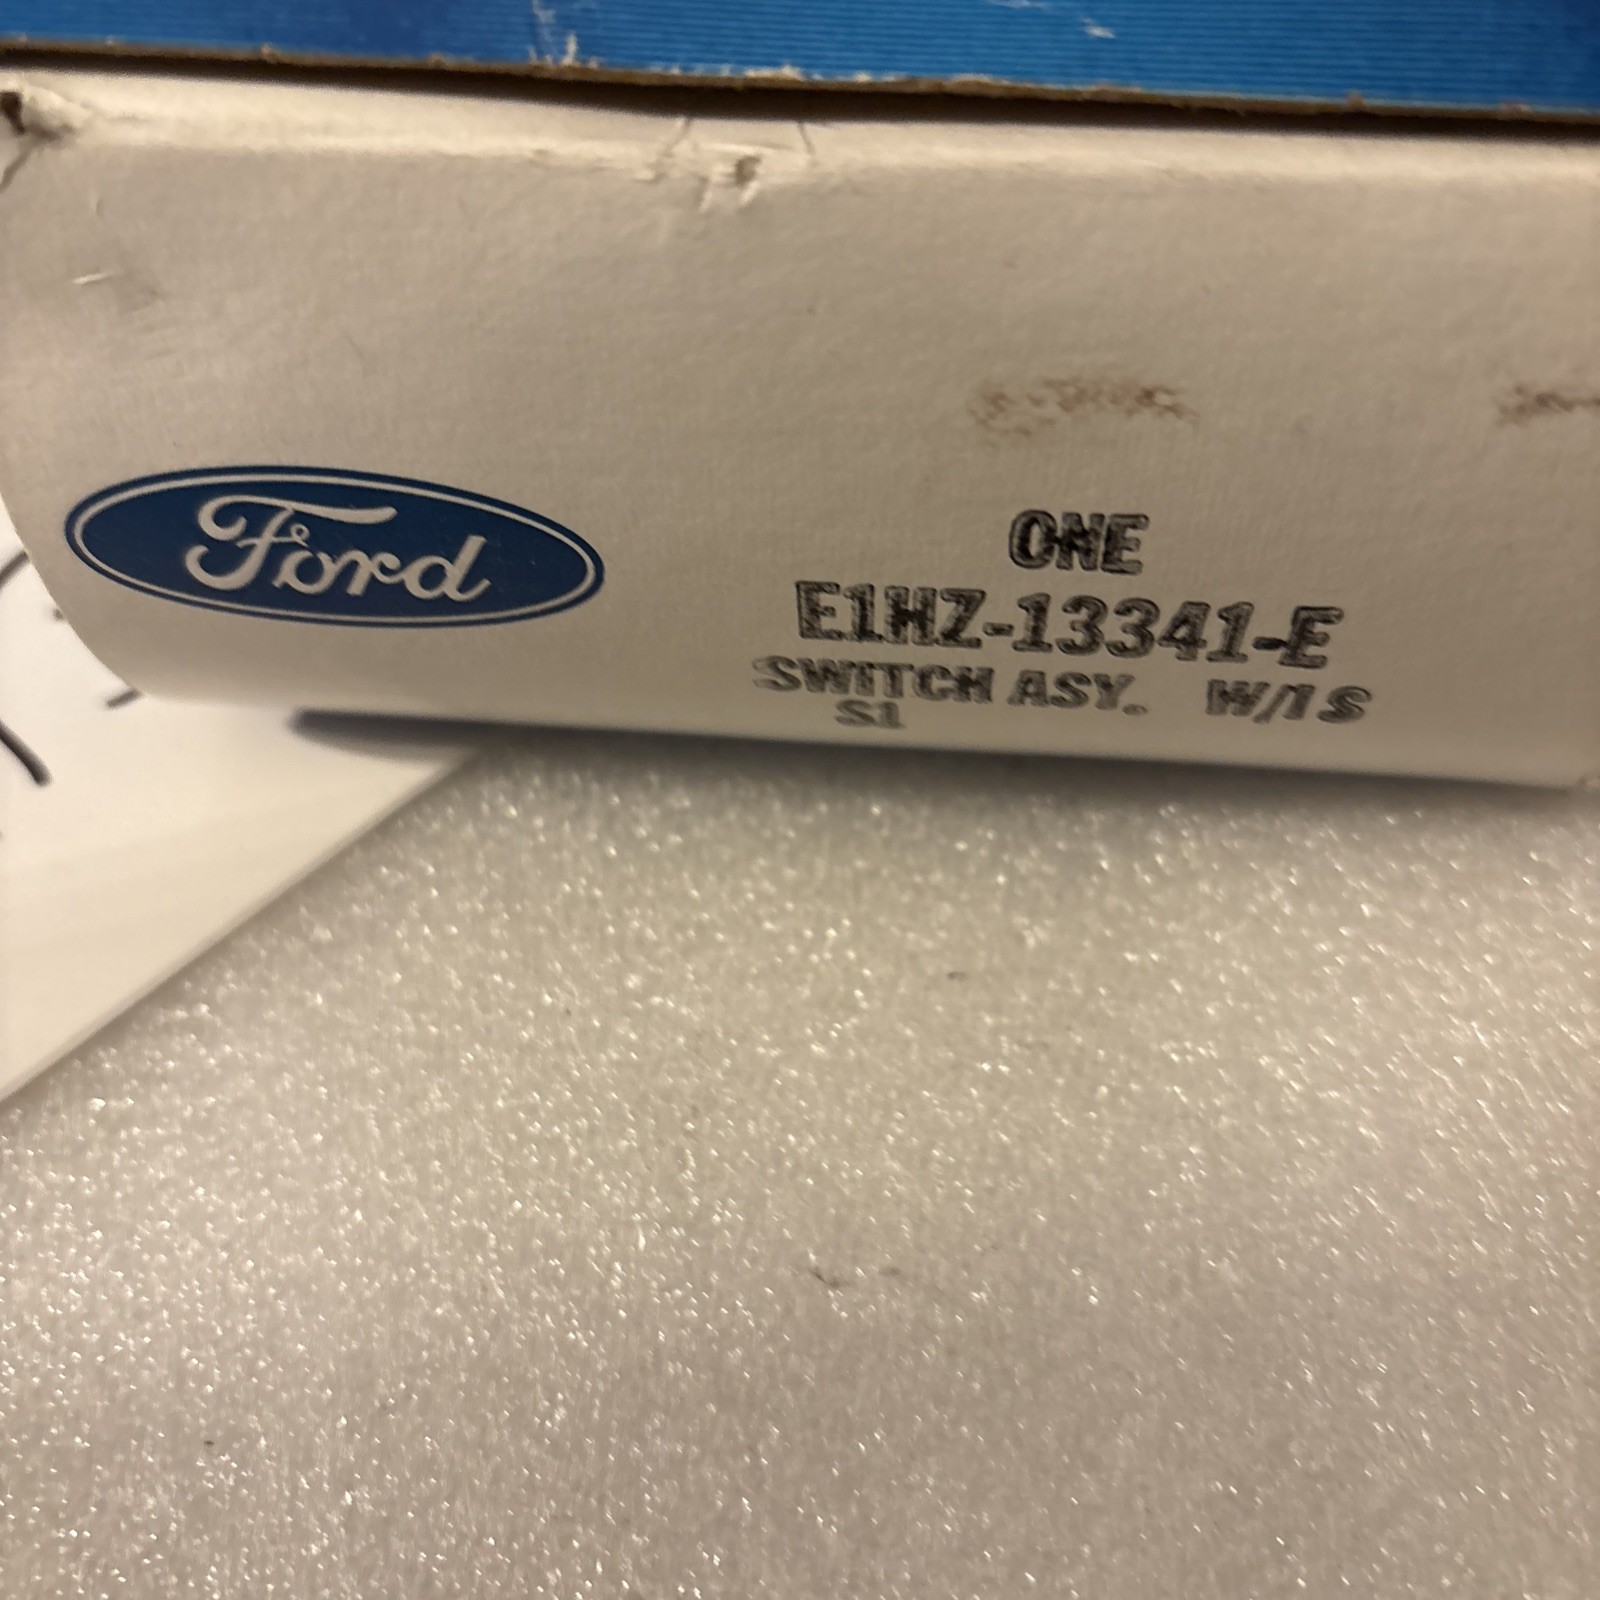 Ford
ONE
E1HZ-13341-E
SWITCH ASY. W/I S
S1